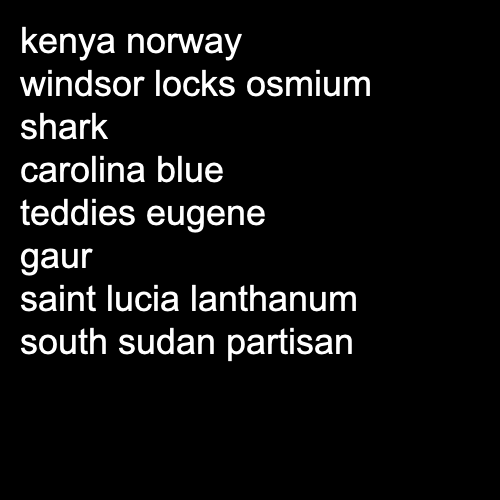 kenya norway
windsor locks osmium
shark
carolina blue
teddies eugene
gaur
saint lucia lanthanum
south sudan partisan